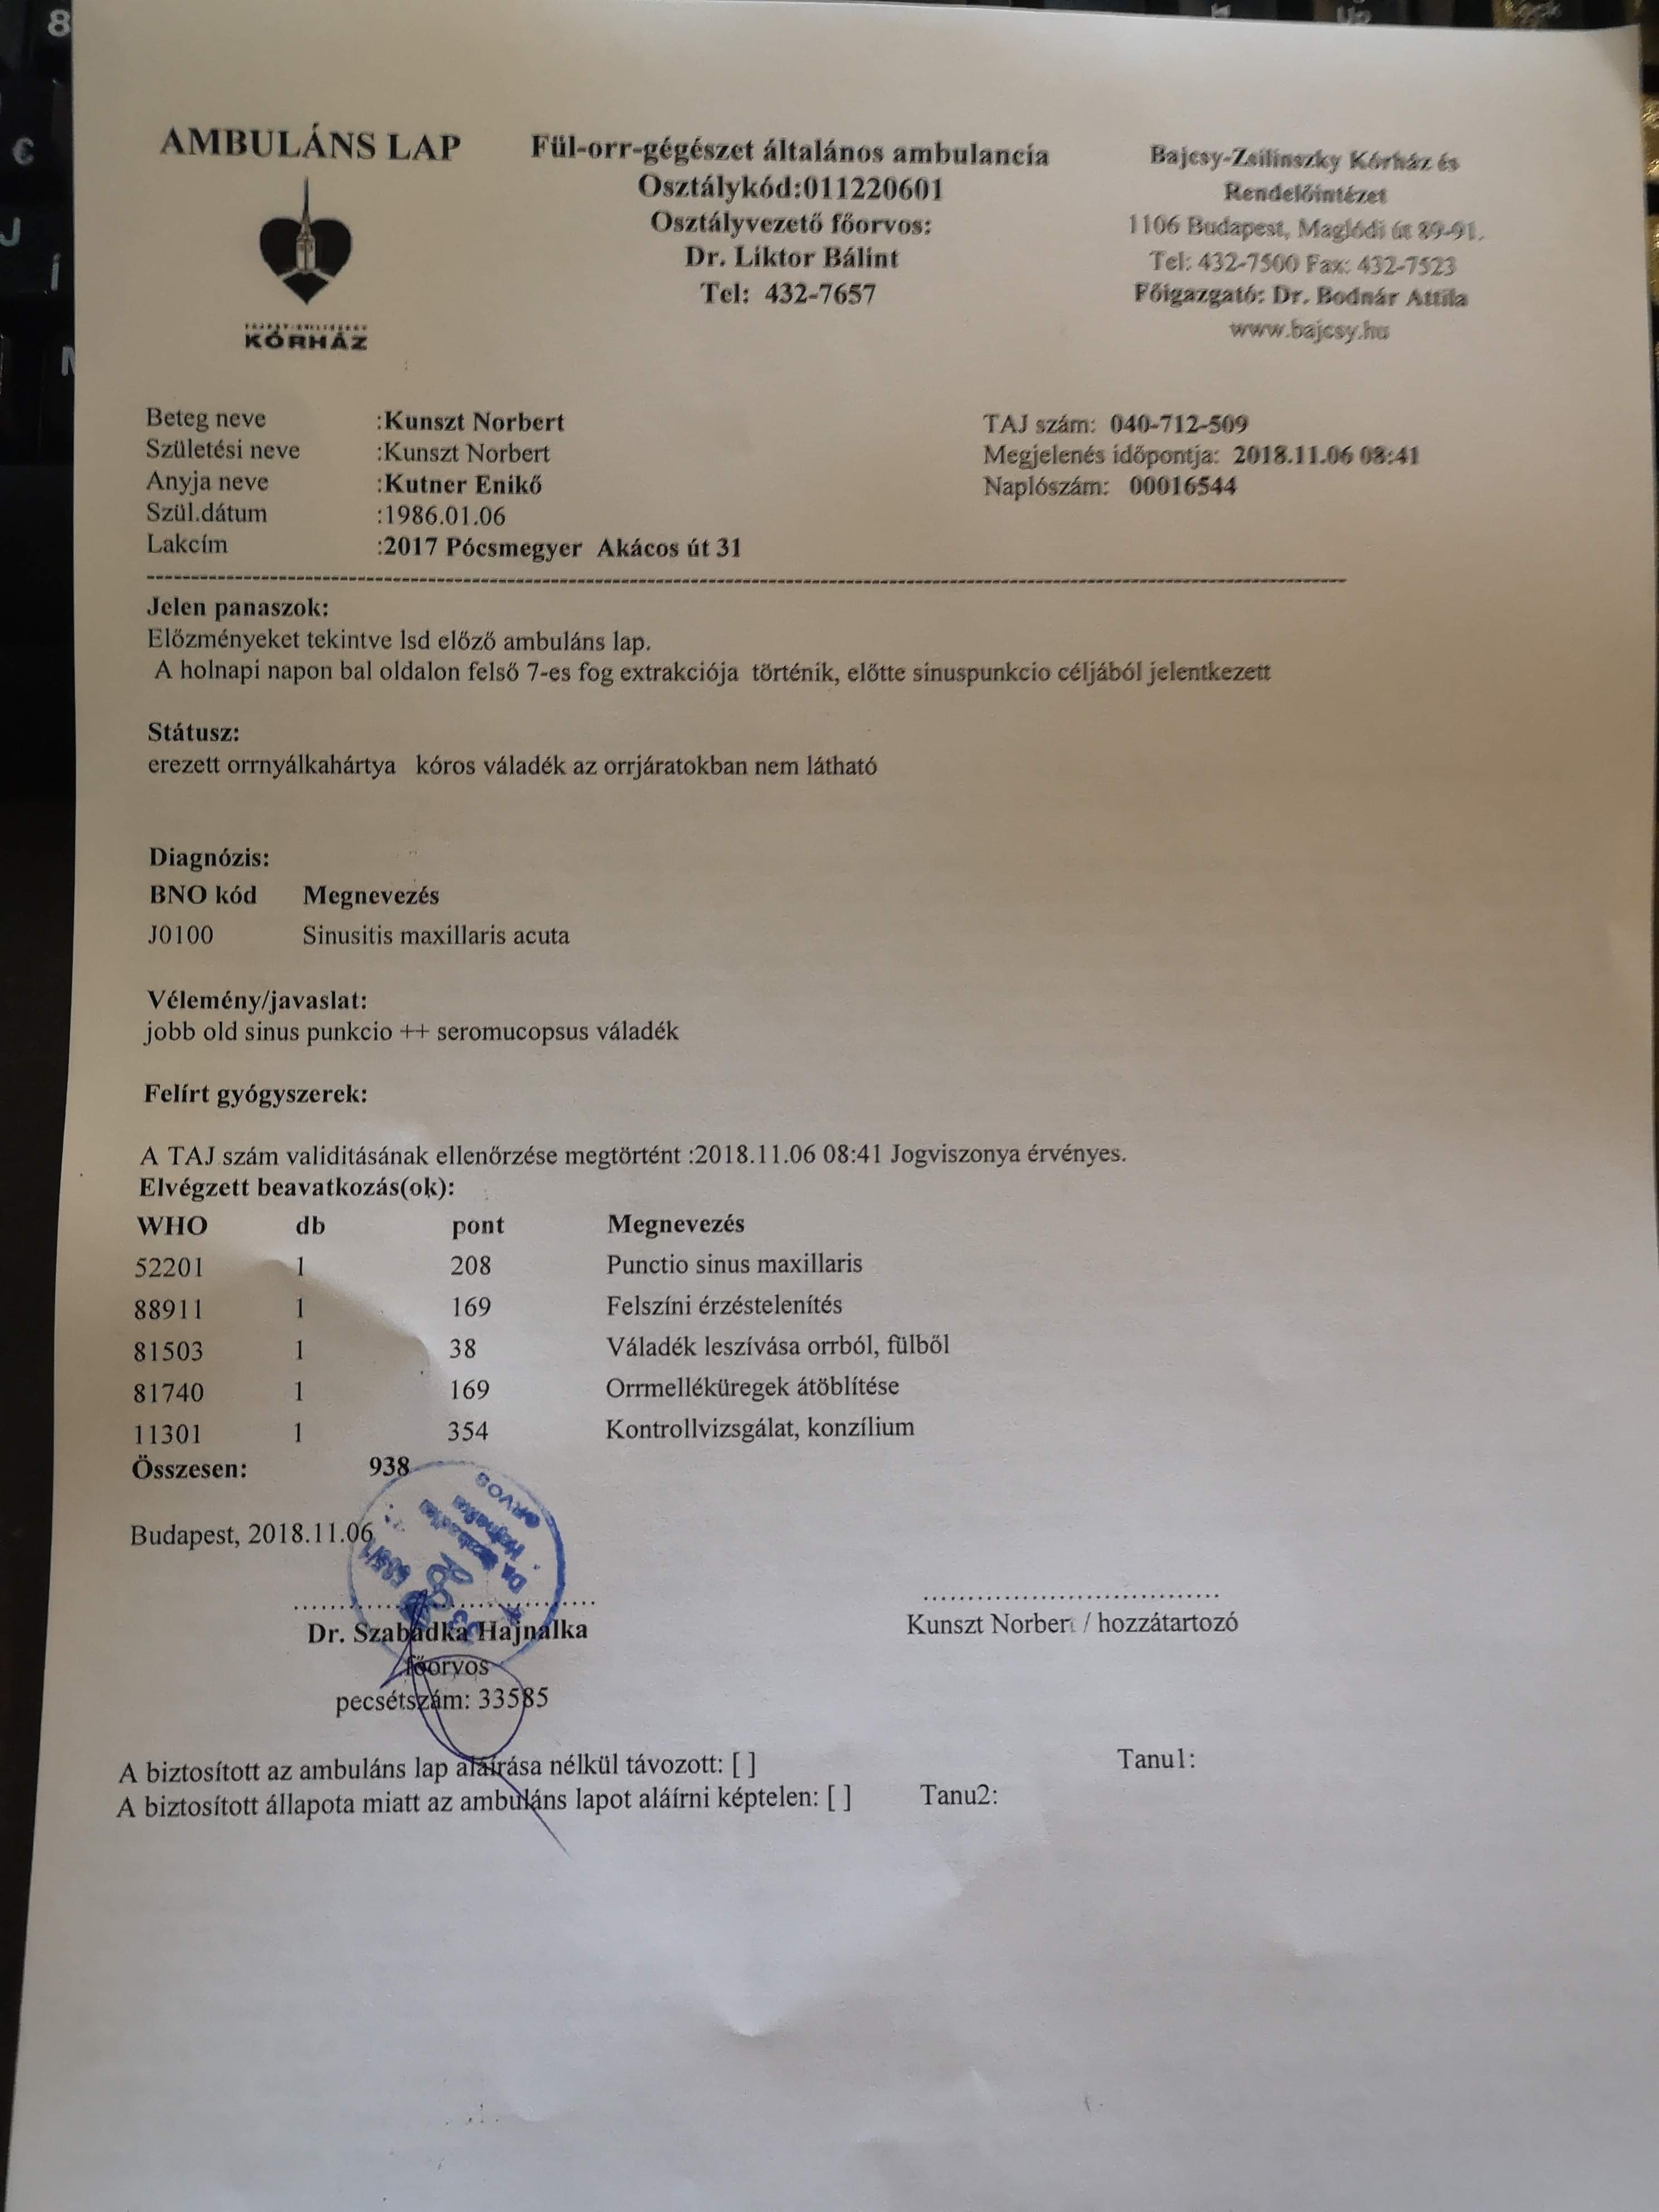 AMBULÁNS LAP
KÓRHÁZ
Fül-orr-gégészet általános ambulancia
Osztálykód:011220601
Osztályvezető főorvos:
Dr. Liktor Bálint
Tel: 432-7657
Bajcsy-Zsilinszky Kórház és
Rendelőintézet
1106 Budapest, Maglódi út 89-91.
Tel: 432-7500 Fax: 432-7523
Főigazgató: Dr. Bodnár Attila
www.bajcsy.hu
Beteg neve :Kunszt Norbert
Születési neve :Kunszt Norbert
Anyja neve :Kutner Enikő
Szül.dátum :1986.01.06
Lakcím :2017 Pócsmegyer Akácos út 31
TAJ szám: 040-712-509
Megjelenés időpontja: 2018.11.06 08:41
Naplószám: 00016544
Jelen panaszok:
Előzményeket tekintve lsd előző ambuláns lap.
A holnapi napon bal oldalon felső 7-es fog extrakciója történik, előtte sinuspunkcio céljából jelentkezett
Státusz:
erezett orrnyálkahártya kóros váladék az orrjáratokban nem látható
Diagnózis:
BNO kód Megnevezés
J0100 Sinusitis maxillaris acuta
Vélemény/javaslat:
jobb old sinus punkcio ++ seromucopsus váladék
Felírt gyógyszerek:
A TAJ szám validitásának ellenőrzése megtörtént :2018.11.06 08:41 Jogviszonya érvényes.
Elvégzett beavatkozás(ok):
WHO db pont Megnevezés
52201 1 208 Punctio sinus maxillaris
88911 1 169 Felszíni érzéstelenítés
81503 1 38 Váladék leszívása orrból, fülből
81740 1 169 Orrmelléküregek átöblítése
11301 1 354 Kontrollvizsgálat, konzílium
Összesen: 938
Budapest, 2018.11.06
Dr. Szabadka Hajnalka
főorvos
pecsétszám: 33585
Kunszt Norbert / hozzátartozó
A biztosított az ambuláns lap aláírása nélkül távozott: [ ] Tanu1:
A biztosított állapota miatt az ambuláns lapot aláírni képtelen: [ ] Tanu2: